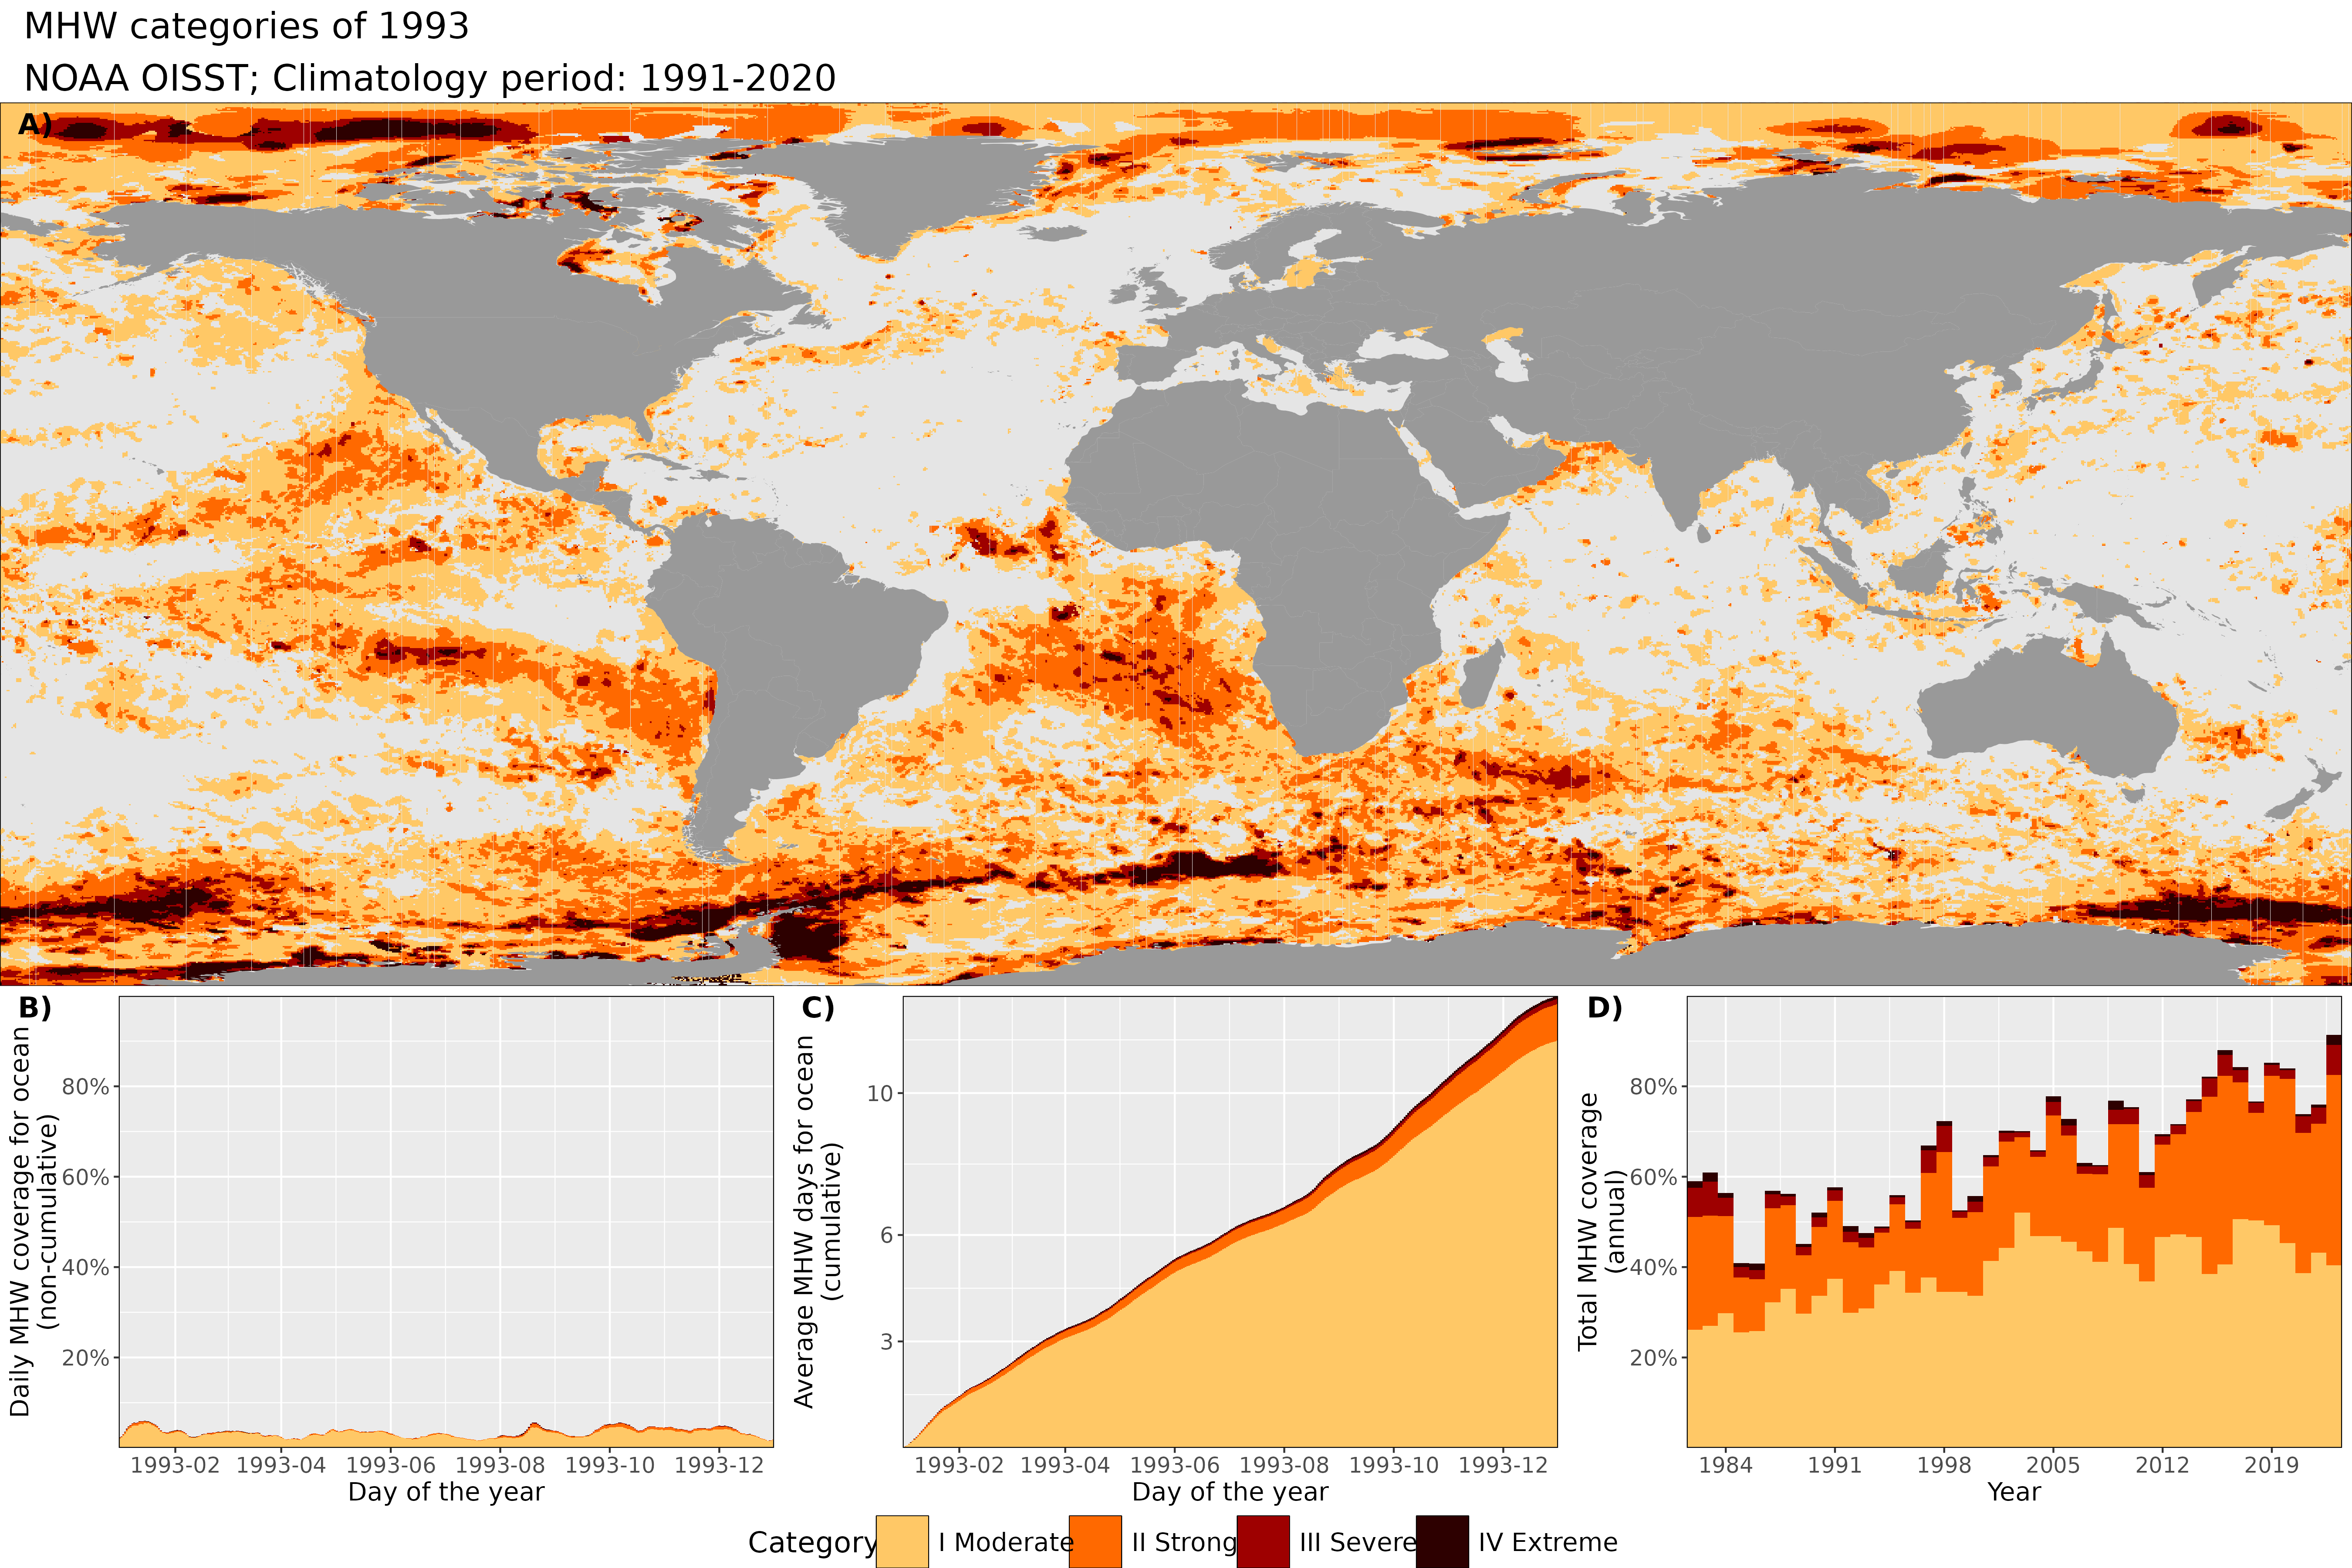 MHW categories of 1993
NOAA OISST; Climatology period: 1991-2020
A)
B)
Daily MHW coverage for ocean
(non-cumulative)
80%
60%
40%
20%
1993-02 1993-04 1993-06 1993-08 1993-10 1993-12
Day of the year
C)
Average MHW days for ocean
(cumulative)
10
6
3
1993-02 1993-04 1993-06 1993-08 1993-10 1993-12
Day of the year
D)
Total MHW coverage
(annual)
80%
60%
40%
20%
1984 1991 1998 2005 2012 2019
Year
Category I Moderate II Strong III Severe IV Extreme